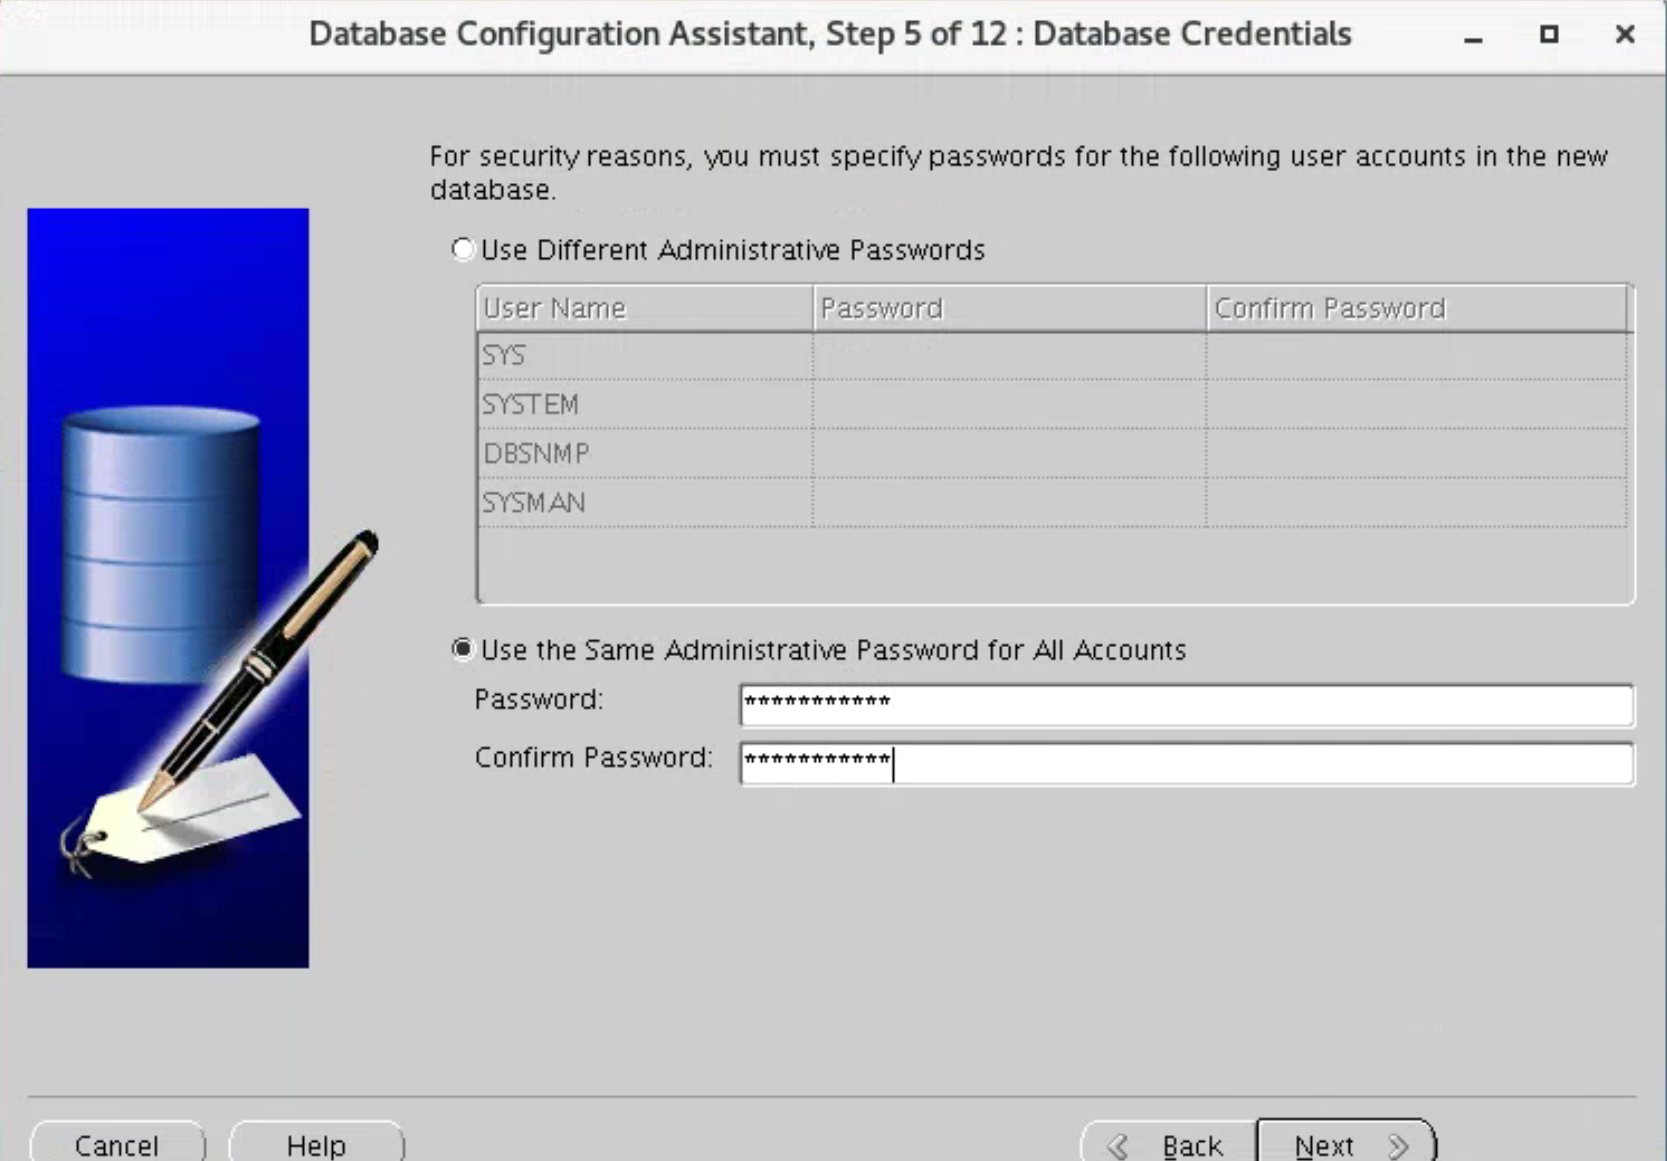 Database Configuration Assistant, Step 5 of 12 : Database Credentials
For security reasons, you must specify passwords for the following user accounts in the new
database.
Use Different Administrative Passwords
User Name Password Confirm Password
SYS
SYSTEM
DBSNMP
SYSMAN
Use the Same Administrative Password for All Accounts
Password: ***********
Confirm Password: ***********
Cancel Help Back Next